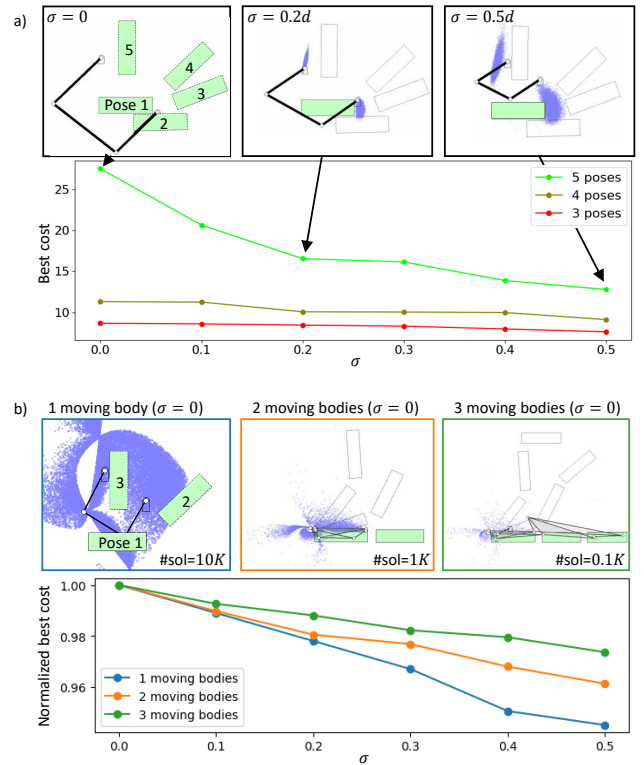 a)
σ = 0
σ = 0.2d
σ = 0.5d
5
4
3
Pose 1
2
25
20
15
10
Best cost
5 poses
4 poses
3 poses
0.0 0.1 0.2 0.3 0.4 0.5
σ
b)
1 moving body (σ = 0)
2 moving bodies (σ = 0)
3 moving bodies (σ = 0)
3
2
Pose 1
#sol=10K
#sol=1K
#sol=0.1K
1.00
0.98
0.96
Normalized best cost
1 moving bodies
2 moving bodies
3 moving bodies
0.0 0.1 0.2 0.3 0.4 0.5
σ